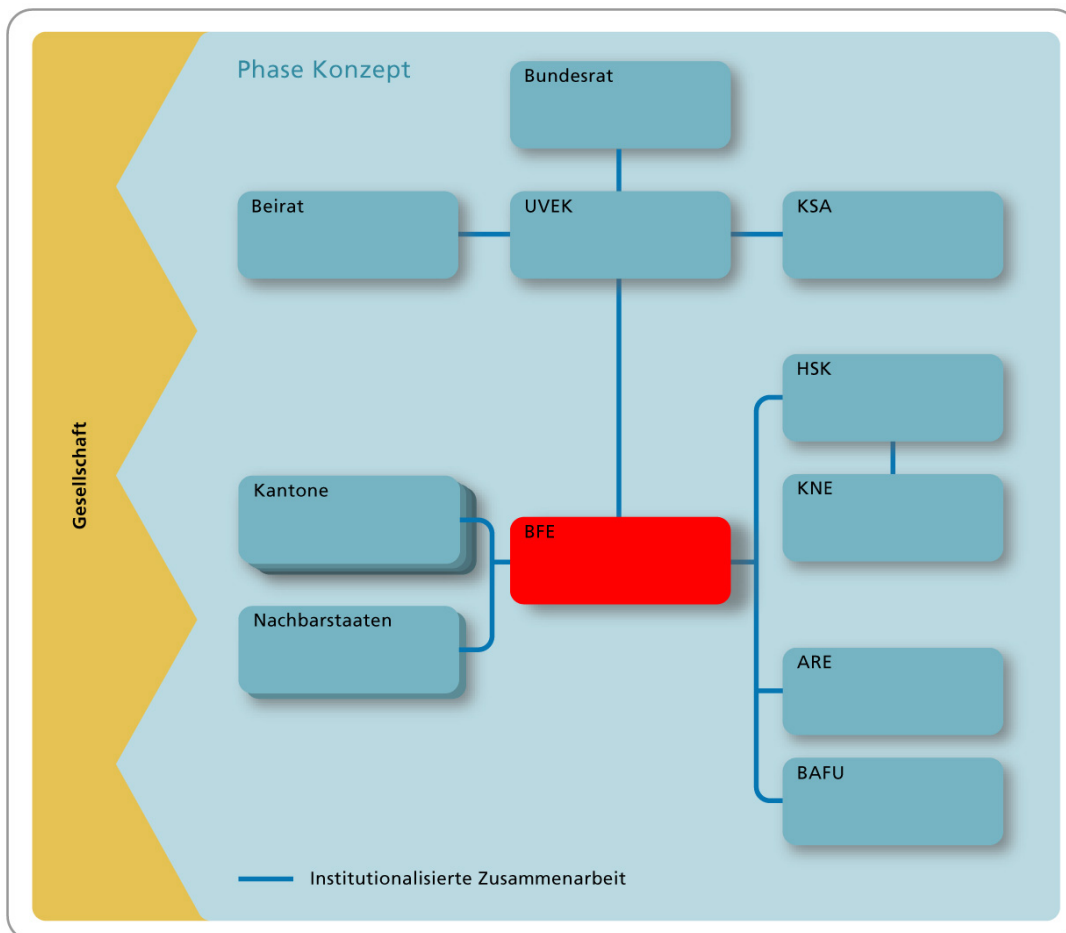 Phase Konzept
Bundesrat
Beirat
UVEK
KSA
HSK
Gesellschaft
Kantone
KNE
BFE
Nachbarstaaten
ARE
BAFU
Institutionalisierte Zusammenarbeit